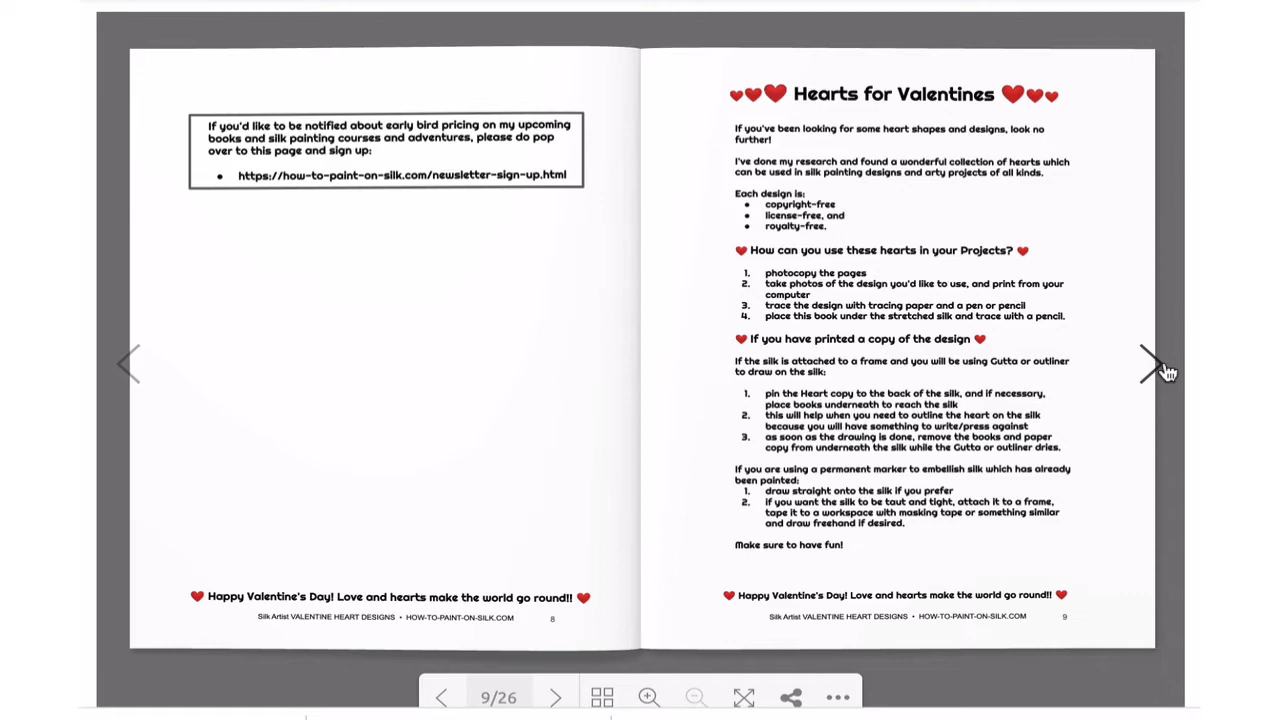 If you'd like to be notified about early bird pricing on my upcoming
books and silk painting courses and adventures, please do pop
over to this page and sign up:
• https://how-to-paint-on-silk.com/newsletter-sign-up.html
Happy Valentine's Day! Love and hearts make the world go round!!
Silk Artist VALENTINE HEART DESIGNS • HOW-TO-PAINT-ON-SILK.COM 8
Hearts for Valentines
If you've been looking for some heart shapes and designs, look no
further!
I've done my research and found a wonderful collection of hearts which
can be used in silk painting designs and arty projects of all kinds.
Each design is:
• copyright-free
• license-free, and
• royalty-free.
How can you use these hearts in your Projects?
1. photocopy the pages
2. take photos of the design you'd like to use, and print from your
computer
3. trace the design with tracing paper and a pen or pencil
4. place this book under the stretched silk and trace with a pencil.
If you have printed a copy of the design
If the silk is attached to a frame and you will be using Gutta or outliner
to draw on the silk:
1. pin the Heart copy to the back of the silk, and if necessary,
place books underneath to reach the silk
2. this will help when you need to outline the heart on the silk
because you will have something to write/press against
3. as soon as the drawing is done, remove the books and paper
copy from underneath the silk while the Gutta or outliner dries.
If you are using a permanent marker to embellish silk which has already
been painted:
1. draw straight onto the silk if you prefer
2. if you want the silk to be taut and tight, attach it to a frame,
tape it to a workspace with masking tape or something similar
and draw freehand if desired.
Make sure to have fun!
Happy Valentine's Day! Love and hearts make the world go round!!
Silk Artist VALENTINE HEART DESIGNS • HOW-TO-PAINT-ON-SILK.COM 9
9/26